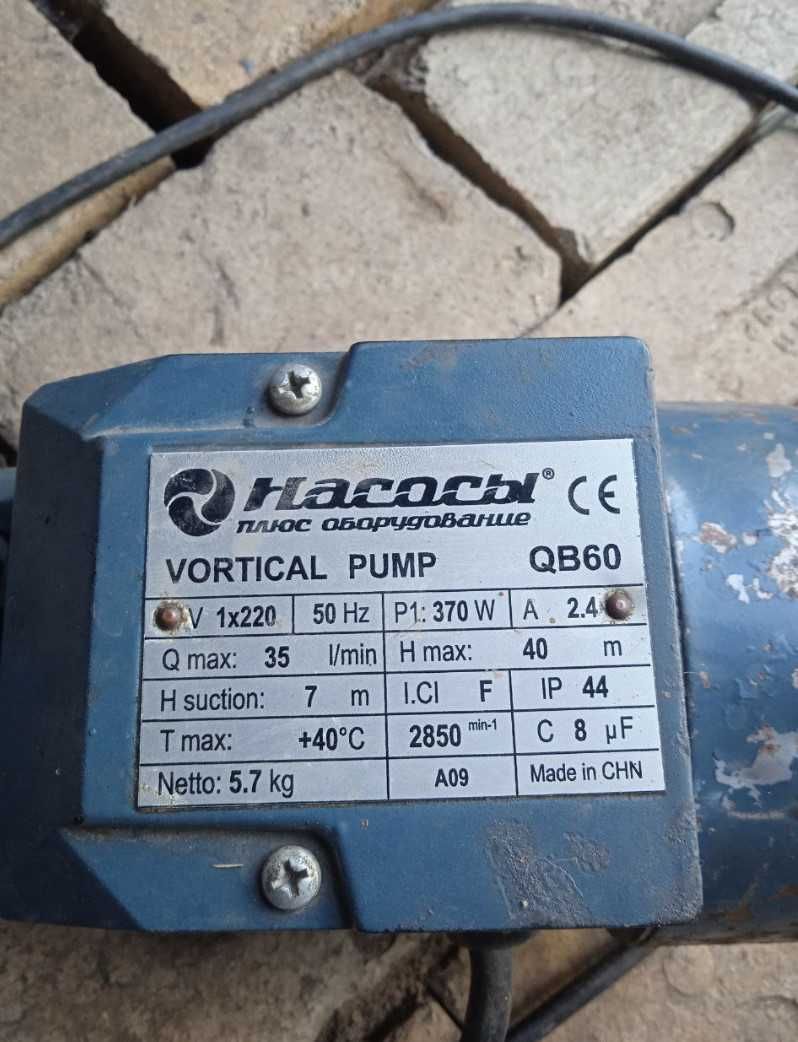 Насосы®
плюс оборудование
CE
VORTICAL PUMP QB60
V 1x220 50 Hz P1: 370 W A 2.4
Q max: 35 l/min H max: 40 m
H suction: 7 m I.Cl F IP 44
T max: +40°C 2850 min-1 C 8 µF
Netto: 5.7 kg A09 Made in CHN